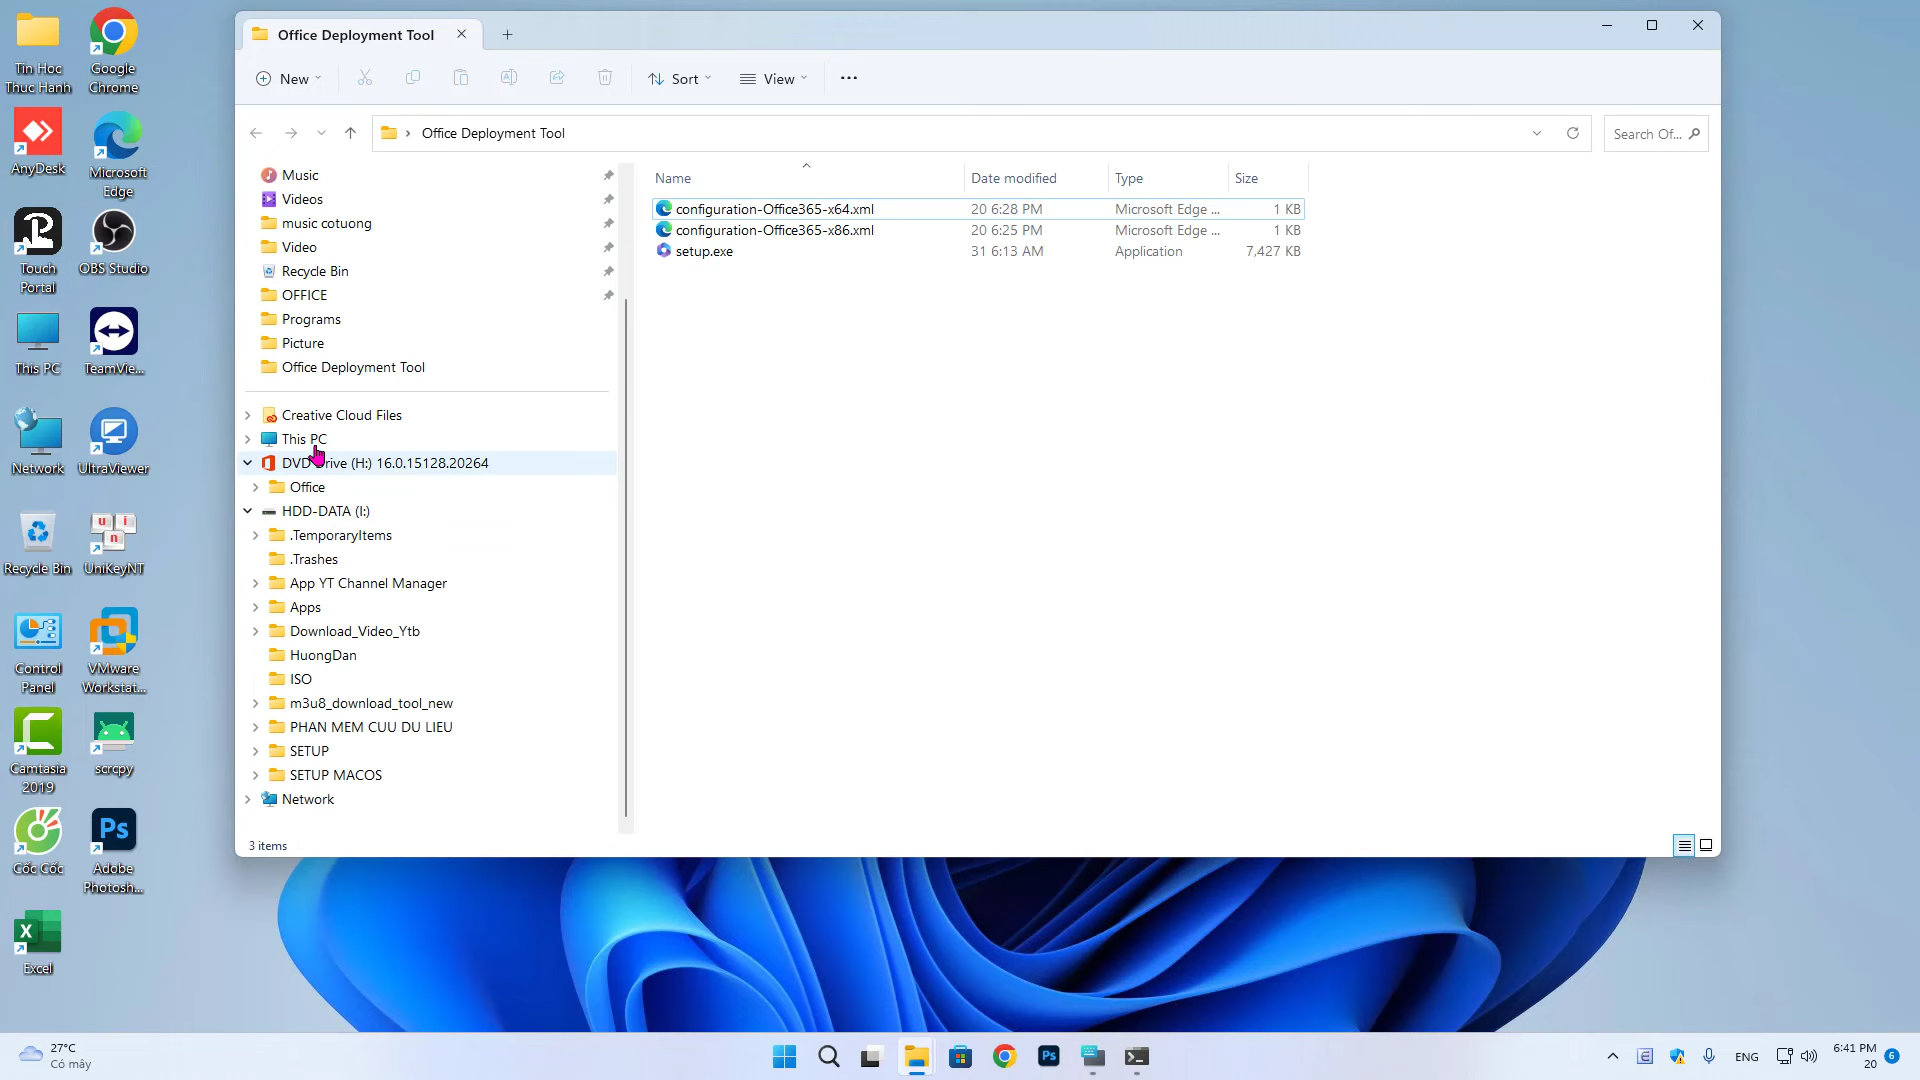 Tin Hoc
Thuc Hanh
Google
Chrome
AnyDesk
Microsoft
Edge
Touch
Portal
OBS Studio
This PC
TeamVie...
Network
UltraViewer
Recycle Bin
UniKeyNT
Control
Panel
VMware
Workstat...
Camtasia
2019
scrcpy
Cốc Cốc
Adobe
Photosh...
Excel
Office Deployment Tool
New
Sort
View
Office Deployment Tool
Search Of...
Music
Videos
music cotuong
Video
Recycle Bin
OFFICE
Programs
Picture
Office Deployment Tool
Creative Cloud Files
This PC
DVD Drive (H:) 16.0.15128.20264
Office
HDD-DATA (I:)
.TemporaryItems
.Trashes
App YT Channel Manager
Apps
Download_Video_Ytb
HuongDan
ISO
m3u8_download_tool_new
PHAN MEM CUU DU LIEU
SETUP
SETUP MACOS
Network
Name Date modified Type Size
configuration-Office365-x64.xml 20 6:28 PM Microsoft Edge ... 1 KB
configuration-Office365-x86.xml 20 6:25 PM Microsoft Edge ... 1 KB
setup.exe 31 6:13 AM Application 7,427 KB
3 items
27°C
Có mây
Ps
ENG
6:41 PM
20
6